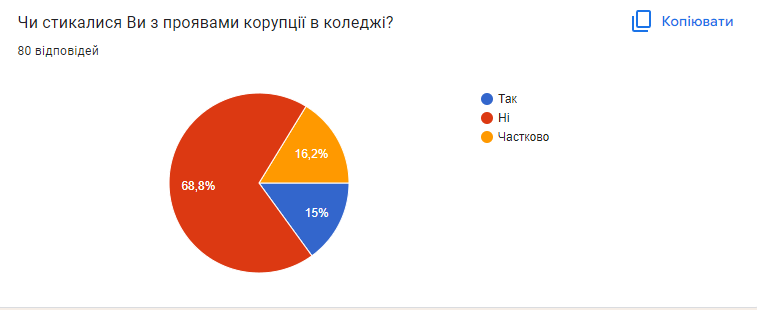 Чи стикалися Ви з проявами корупції в коледжі?
Копіювати
80 відповідей
Так
Ні
Частково
16,2%
68,8%
15%